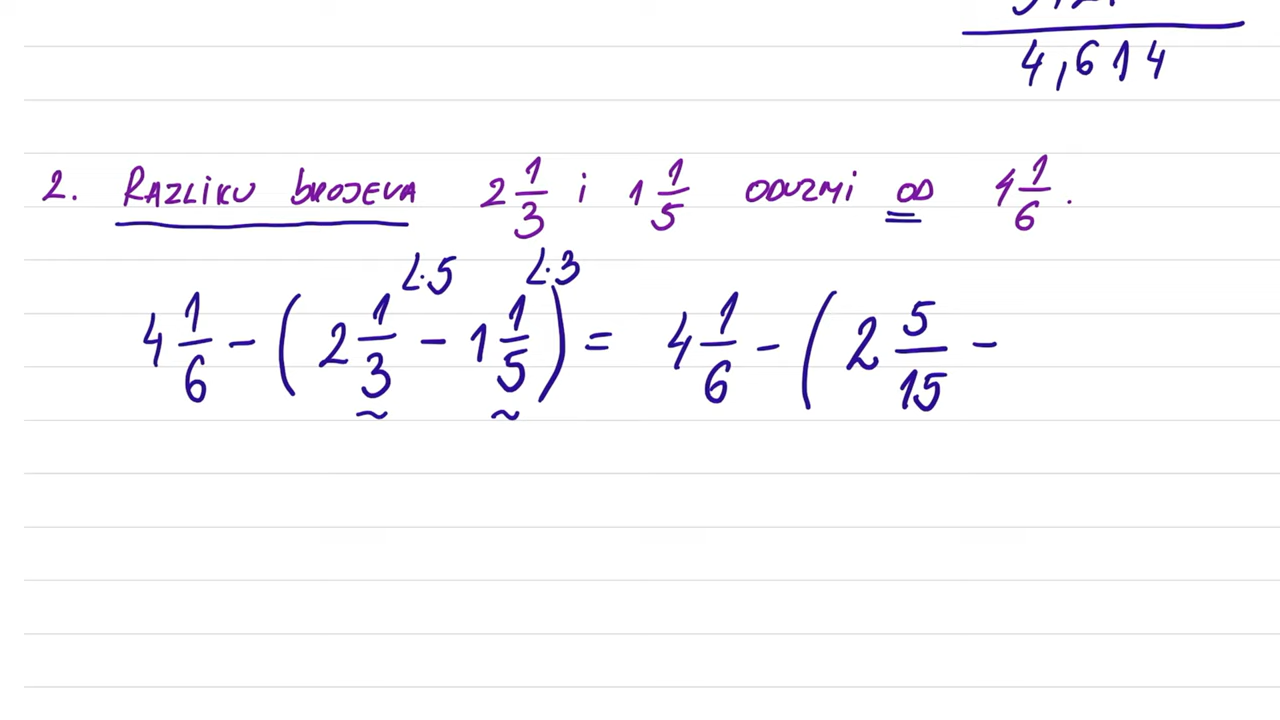 4,614
2. RAZLIKU BROJEVA 2 1/3 i 1 1/5 ODUZMI OD 4 1/6.
∠·5 ∠·3
4 1/6 - ( 2 1/3 - 1 1/5 ) = 4 1/6 - ( 2 5/15 -